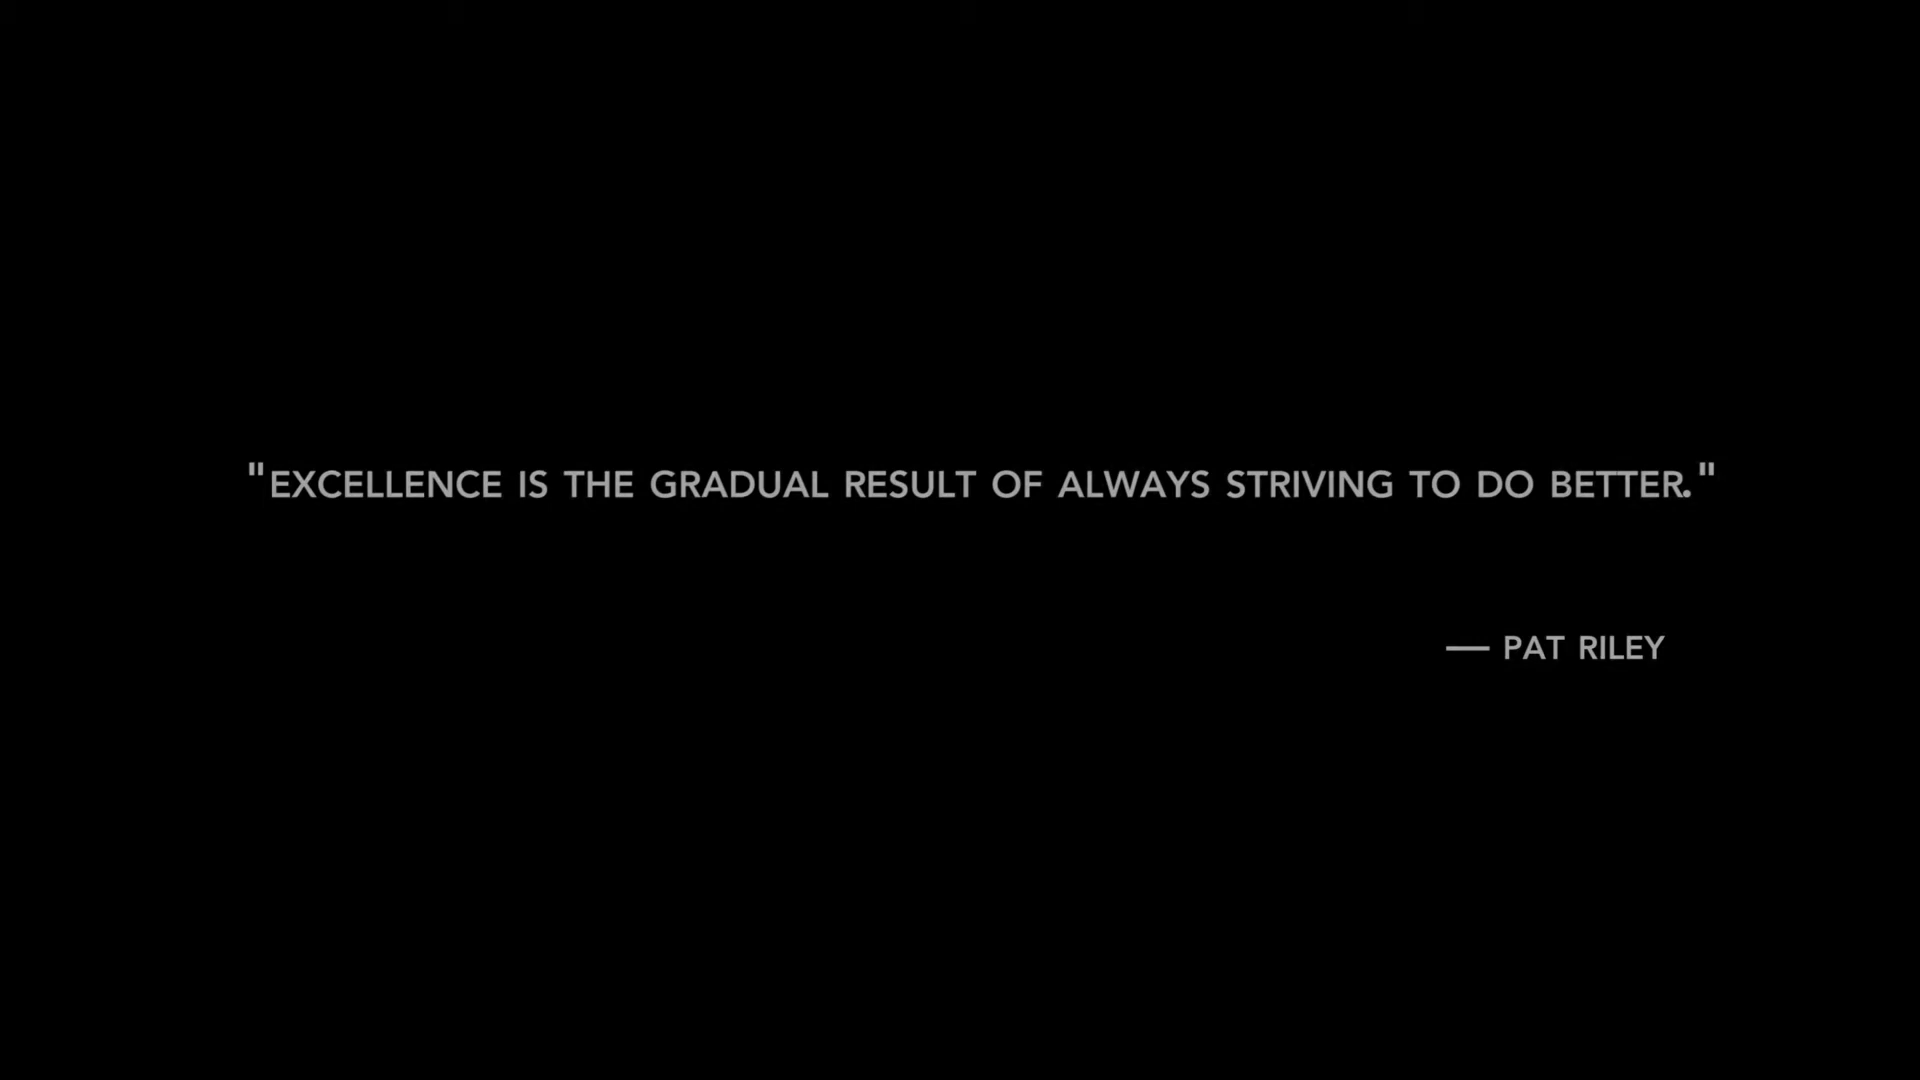 "EXCELLENCE IS THE GRADUAL RESULT OF ALWAYS STRIVING TO DO BETTER."
— PAT RILEY